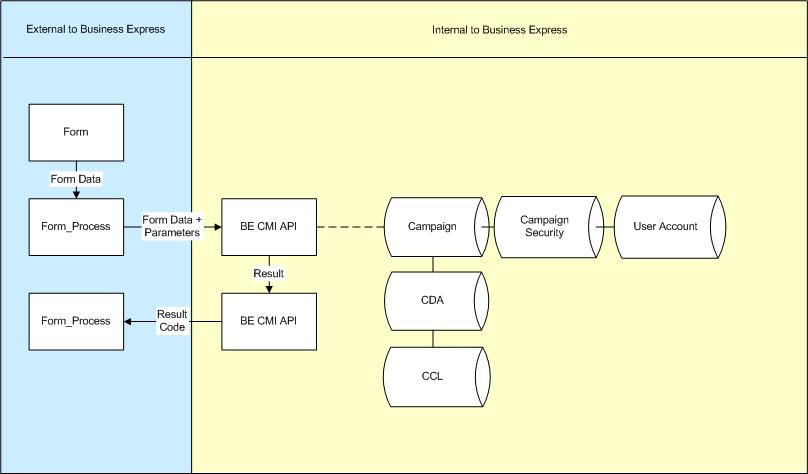 External to Business Express
Internal to Business Express
Form
Form Data
Form_Process
Form Data +
Parameters
BE CMI API
Campaign
Campaign
Security
User Account
Result
CDA
Form_Process
Result
Code
BE CMI API
CCL